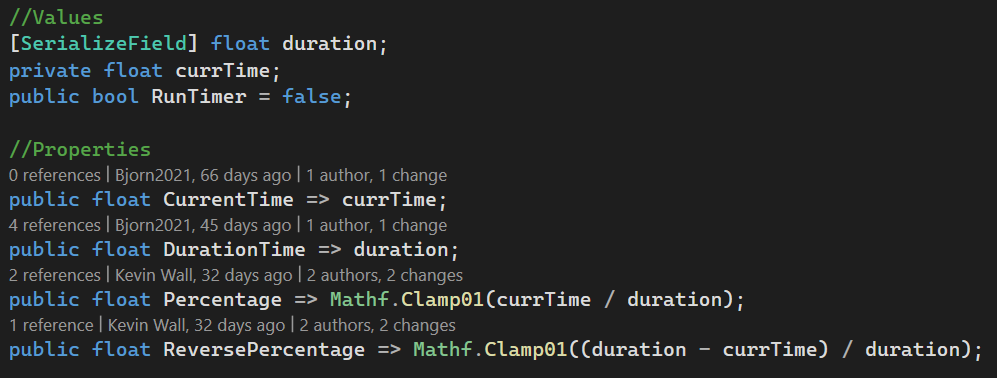 //Values
[SerializeField] float duration;
private float currTime;
public bool RunTimer = false;
//Properties
0 references | Bjorn2021, 66 days ago | 1 author, 1 change
public float CurrentTime => currTime;
4 references | Bjorn2021, 45 days ago | 1 author, 1 change
public float DurationTime => duration;
2 references | Kevin Wall, 32 days ago | 2 authors, 2 changes
public float Percentage => Mathf.Clamp01(currTime / duration);
1 reference | Kevin Wall, 32 days ago | 2 authors, 2 changes
public float ReversePercentage => Mathf.Clamp01((duration - currTime) / duration);